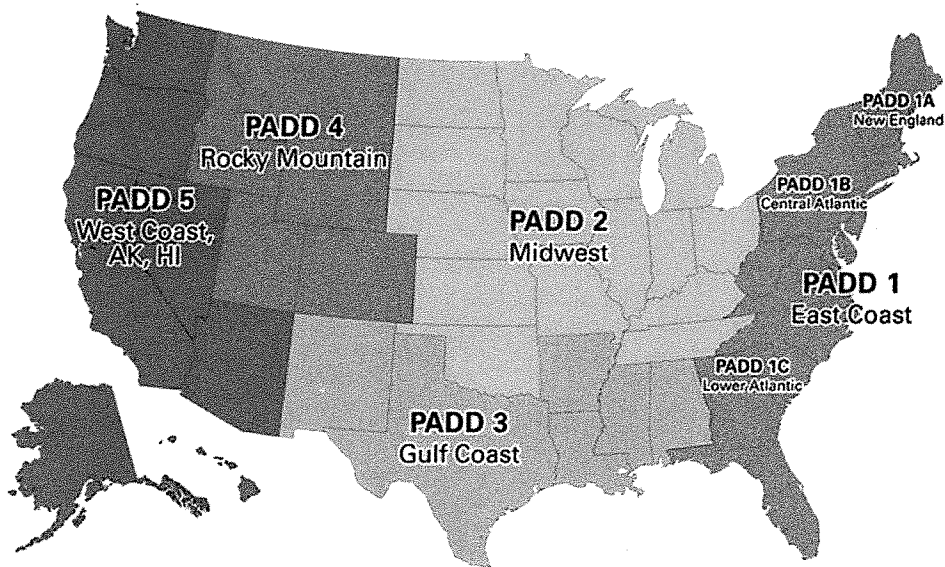 PADD 1A
New England
PADD 4
Rocky Mountain
PADD 1B
Central Atlantic
PADD 5
West Coast,
AK, HI
PADD 2
Midwest
PADD 1
East Coast
PADD 1C
Lower Atlantic
PADD 3
Gulf Coast